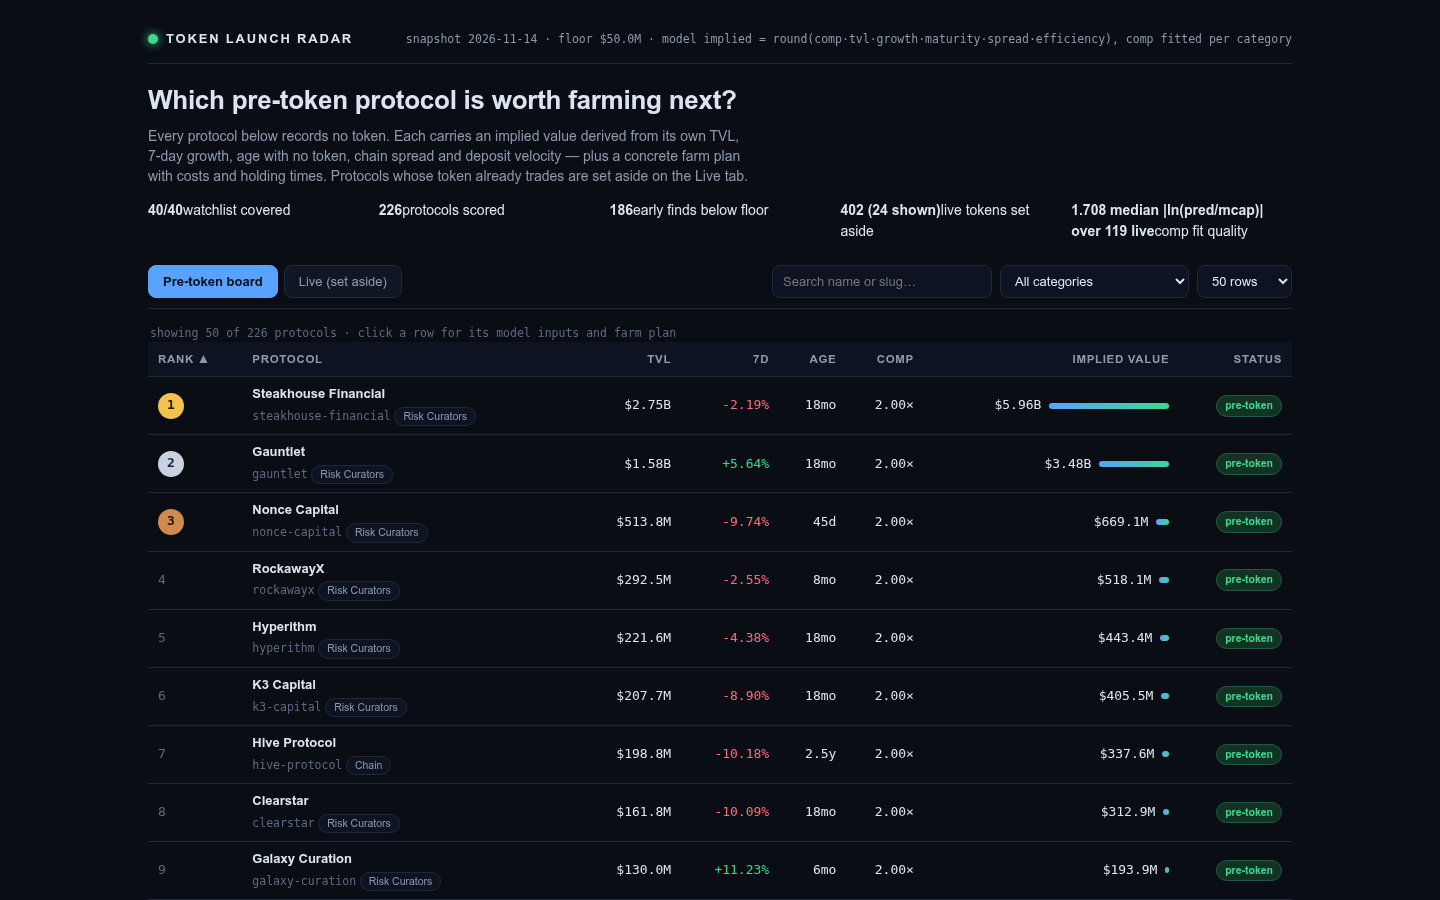 TOKEN LAUNCH RADAR
snapshot 2026-11-14 · floor $50.0M · model implied = round(comp·tvl·growth·maturity·spread·efficiency), comp fitted per category
Which pre-token protocol is worth farming next?
Every protocol below records no token. Each carries an implied value derived from its own TVL,
7-day growth, age with no token, chain spread and deposit velocity — plus a concrete farm plan
with costs and holding times. Protocols whose token already trades are set aside on the Live tab.
40/40watchlist covered
226protocols scored
186early finds below floor
402 (24 shown)live tokens set
aside
1.708 median |ln(pred/mcap)|
over 119 livecomp fit quality
Pre-token board
Live (set aside)
Search name or slug…
All categories
50 rows
showing 50 of 226 protocols · click a row for its model inputs and farm plan
RANK ▲ PROTOCOL TVL 7D AGE COMP IMPLIED VALUE STATUS
1 Steakhouse Financial $2.75B -2.19% 18mo 2.00× $5.96B pre-token
steakhouse-financial Risk Curators
2 Gauntlet $1.58B +5.64% 18mo 2.00× $3.48B pre-token
gauntlet Risk Curators
3 Nonce Capital $513.8M -9.74% 45d 2.00× $669.1M pre-token
nonce-capital Risk Curators
4 RockawayX $292.5M -2.55% 8mo 2.00× $518.1M pre-token
rockawayx Risk Curators
5 Hyperithm $221.6M -4.38% 18mo 2.00× $443.4M pre-token
hyperithm Risk Curators
6 K3 Capital $207.7M -8.90% 18mo 2.00× $405.5M pre-token
k3-capital Risk Curators
7 Hive Protocol $198.8M -10.18% 2.5y 2.00× $337.6M pre-token
hive-protocol Chain
8 Clearstar $161.8M -10.09% 18mo 2.00× $312.9M pre-token
clearstar Risk Curators
9 Galaxy Curation $130.0M +11.23% 6mo 2.00× $193.9M pre-token
galaxy-curation Risk Curators